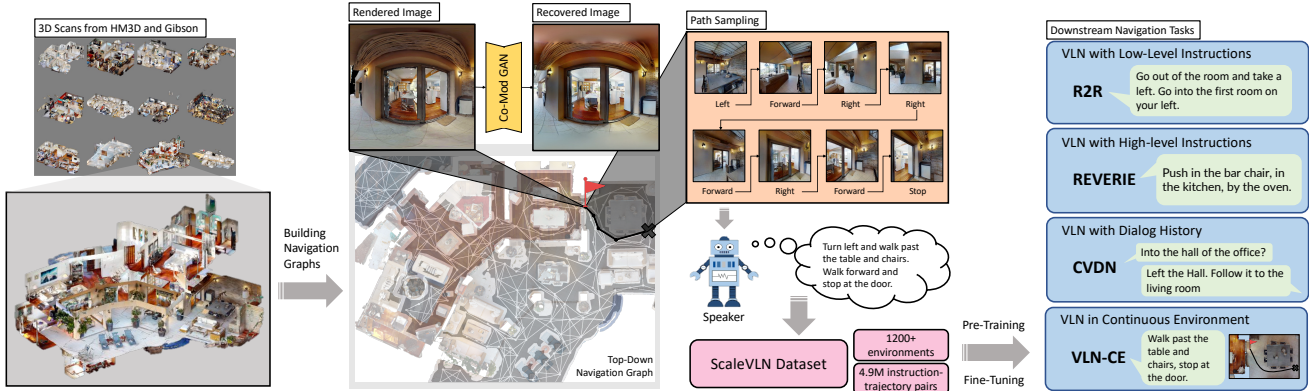 3D Scans from HM3D and Gibson
Building
Navigation
Graphs
Rendered Image
Recovered Image
Co-Mod GAN
Top-Down
Navigation Graph
Path Sampling
Left
Forward
Right
Right
Forward
Right
Forward
Stop
Speaker
Turn left and walk past
the table and chairs.
Walk forward and
stop at the door.
ScaleVLN Dataset
1200+
environments
4.9M instruction-
trajectory pairs
Pre-Training
Fine-Tuning
Downstream Navigation Tasks
VLN with Low-Level Instructions
R2R
Go out of the room and take a
left. Go into the first room on
your left.
VLN with High-level Instructions
REVERIE
Push in the bar chair, in
the kitchen, by the oven.
VLN with Dialog History
CVDN
Into the hall of the office?
Left the Hall. Follow it to the
living room
VLN in Continuous Environment
VLN-CE
Walk past the
table and
chairs, stop at
the door.